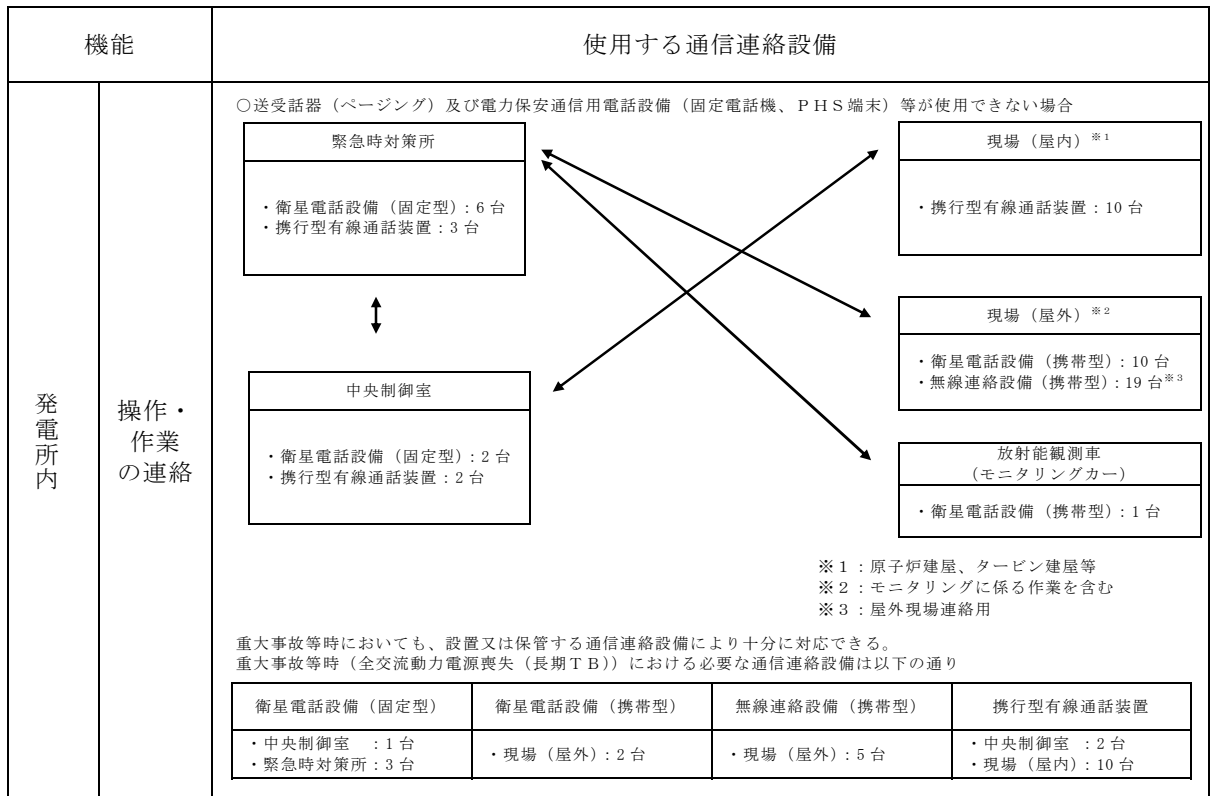 機能
使用する通信連絡設備
発電所内
操作・
作業
の連絡
○送受話器（ページング）及び電力保安通信用電話設備（固定電話機、ＰＨＳ端末）等が使用できない場合
緊急時対策所
・衛星電話設備（固定型）：6 台
・携行型有線通話装置：3 台
中央制御室
・衛星電話設備（固定型）：2 台
・携行型有線通話装置：2 台
現場（屋内）※1
・携行型有線通話装置：10 台
現場（屋外）※2
・衛星電話設備（携帯型）：10 台
・無線連絡設備（携帯型）：19 台※3
放射能観測車
（モニタリングカー）
・衛星電話設備（携帯型）：1 台
※１：原子炉建屋、タービン建屋等
※２：モニタリングに係る作業を含む
※３：屋外現場連絡用
重大事故等時においても、設置又は保管する通信連絡設備により十分に対応できる。
重大事故等時（全交流動力電源喪失（長期ＴＢ））における必要な通信連絡設備は以下の通り
衛星電話設備（固定型）
衛星電話設備（携帯型）
無線連絡設備（携帯型）
携行型有線通話装置
・中央制御室　：1 台
・緊急時対策所：3 台
・現場（屋外）：2 台
・現場（屋外）：5 台
・中央制御室 ：2 台
・現場（屋内）：10 台